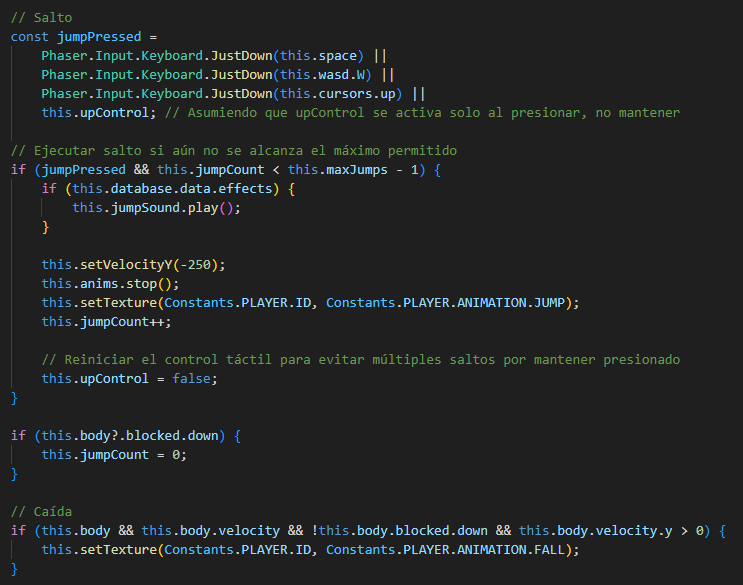 // Salto
const jumpPressed =
    Phaser.Input.Keyboard.JustDown(this.space) ||
    Phaser.Input.Keyboard.JustDown(this.wasd.W) ||
    Phaser.Input.Keyboard.JustDown(this.cursors.up) ||
    this.upControl; // Asumiendo que upControl se activa solo al presionar, no mantener
// Ejecutar salto si aún no se alcanza el máximo permitido
if (jumpPressed && this.jumpCount < this.maxJumps - 1) {
    if (this.database.data.effects) {
        this.jumpSound.play();
    }
    this.setVelocityY(-250);
    this.anims.stop();
    this.setTexture(Constants.PLAYER.ID, Constants.PLAYER.ANIMATION.JUMP);
    this.jumpCount++;
    // Reiniciar el control táctil para evitar múltiples saltos por mantener presionado
    this.upControl = false;
}
if (this.body?.blocked.down) {
    this.jumpCount = 0;
}
// Caída
if (this.body && this.body.velocity && !this.body.blocked.down && this.body.velocity.y > 0) {
    this.setTexture(Constants.PLAYER.ID, Constants.PLAYER.ANIMATION.FALL);
}